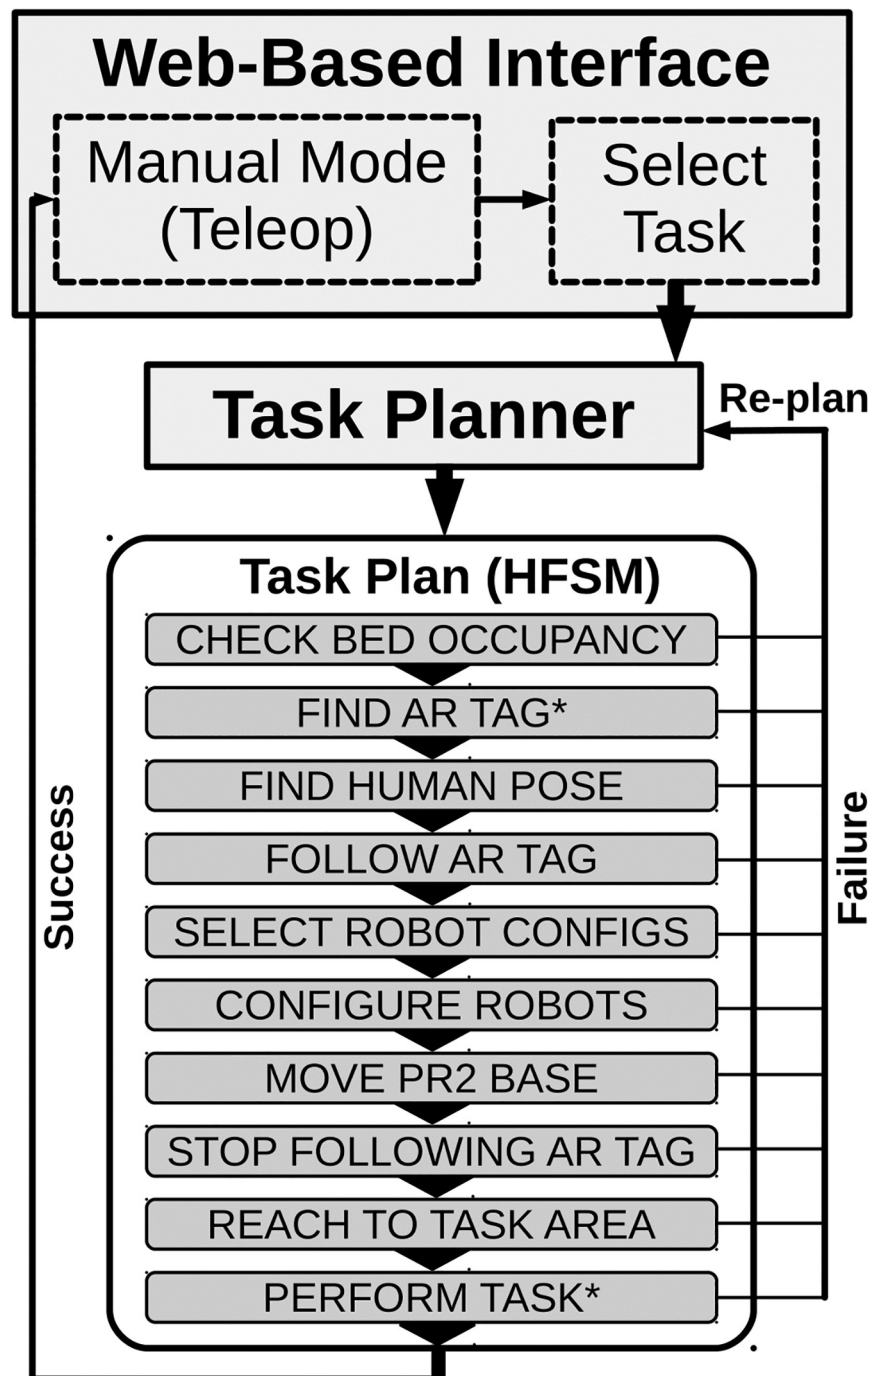 Web-Based Interface
Manual Mode
(Teleop)
Select
Task
Task Planner
Re-plan
Task Plan (HFSM)
CHECK BED OCCUPANCY
FIND AR TAG*
FIND HUMAN POSE
FOLLOW AR TAG
SELECT ROBOT CONFIGS
CONFIGURE ROBOTS
MOVE PR2 BASE
STOP FOLLOWING AR TAG
REACH TO TASK AREA
PERFORM TASK*
Success
Failure